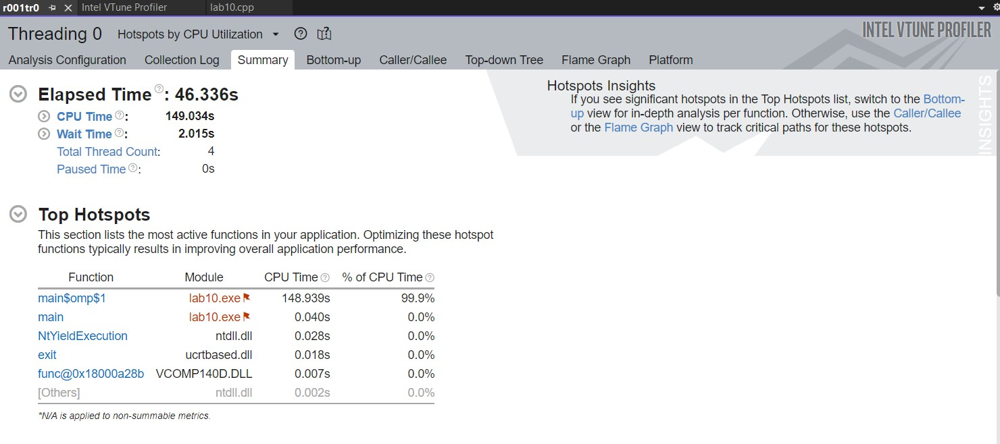 r001tr0 Intel VTune Profiler lab10.cpp
Threading 0 Hotspots by CPU Utilization ? ?
INTEL VTUNE PROFILER
Analysis Configuration Collection Log Summary Bottom-up Caller/Callee Top-down Tree Flame Graph Platform
Elapsed Time ?: 46.336s
CPU Time ?: 149.034s
Wait Time ?: 2.015s
Total Thread Count: 4
Paused Time ?: 0s
Hotspots Insights
If you see significant hotspots in the Top Hotspots list, switch to the Bottom-
up view for in-depth analysis per function. Otherwise, use the Caller/Callee
or the Flame Graph view to track critical paths for these hotspots.
INSIGHTS
Top Hotspots
This section lists the most active functions in your application. Optimizing these hotspot
functions typically results in improving overall application performance.
Function Module CPU Time ? % of CPU Time ?
main$omp$1 lab10.exe 148.939s 99.9%
main lab10.exe 0.040s 0.0%
NtYieldExecution ntdll.dll 0.028s 0.0%
exit ucrtbased.dll 0.018s 0.0%
func@0x18000a28b VCOMP140D.DLL 0.007s 0.0%
[Others] ntdll.dll 0.002s 0.0%
*N/A is applied to non-summable metrics.